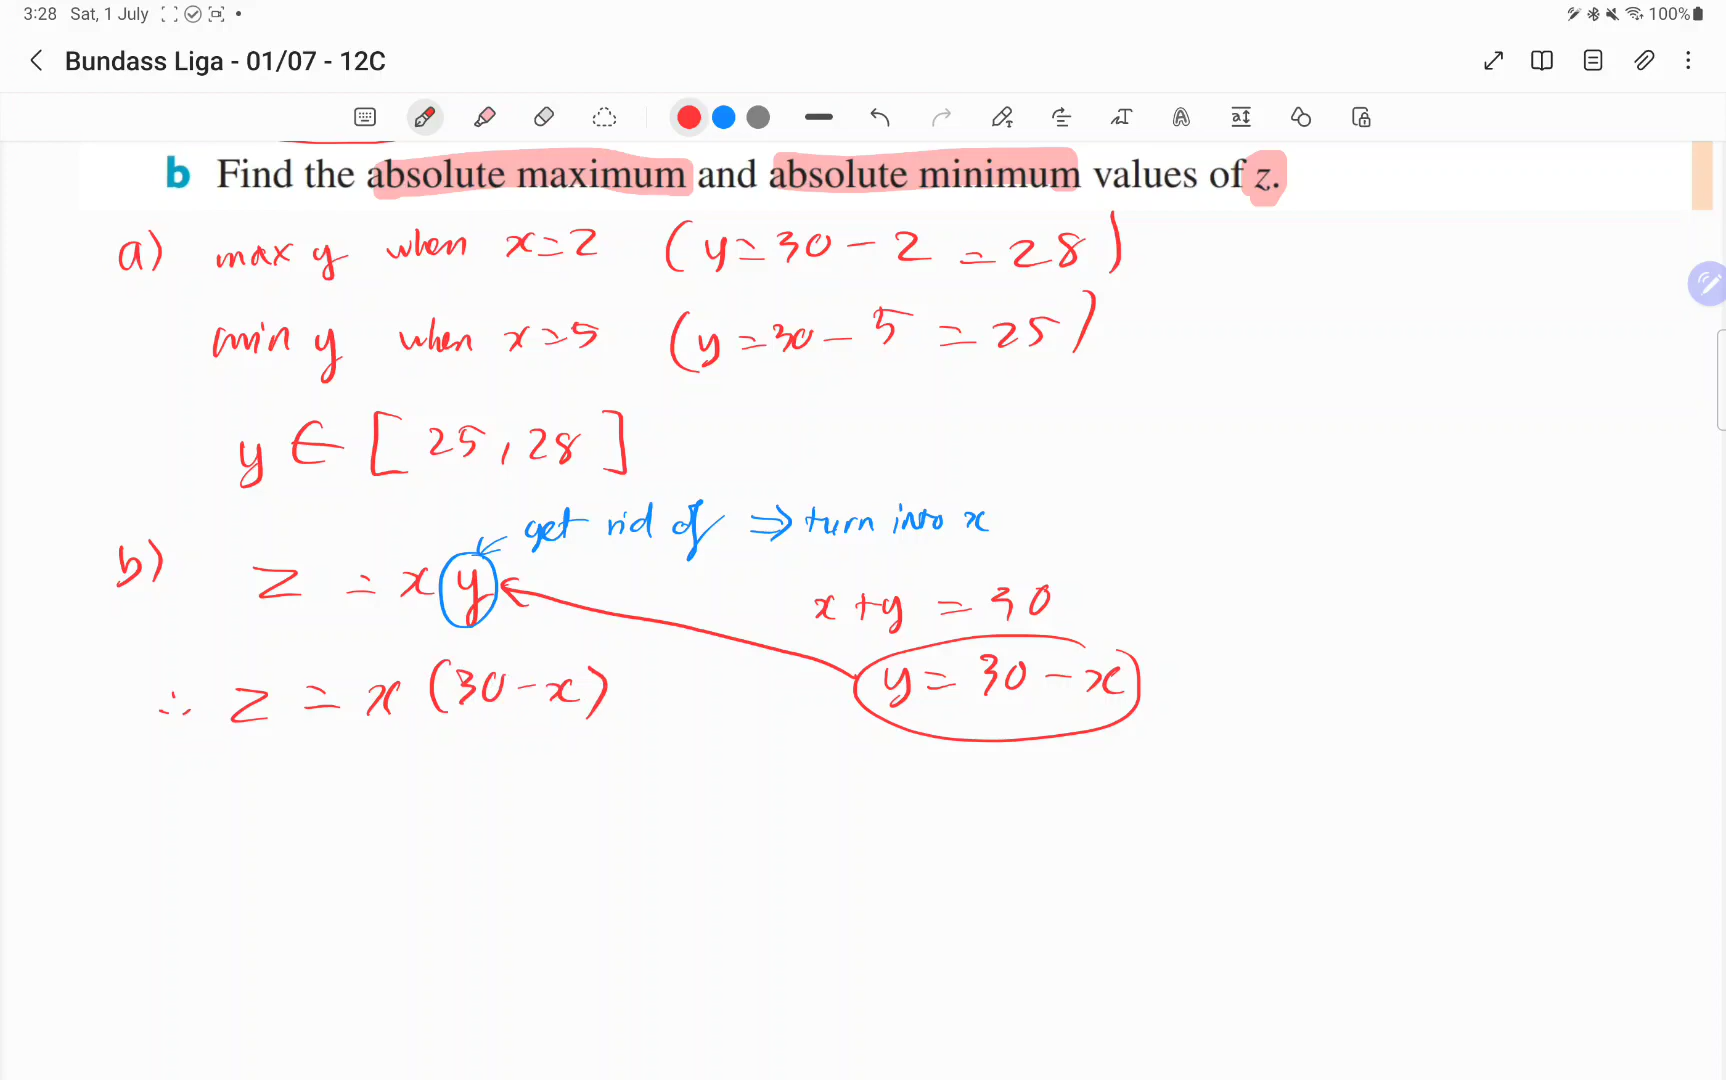 3:28 Sat, 1 July
100%
Bundass Liga - 01/07 - 12C
b Find the absolute maximum and absolute minimum values of z.
a) max y when x=2 (y=30-2=28)
min y when x=5 (y=30-5=25)
y ∈ [25,28]
get rid of ⇒ turn into x
b) z = xy
x+y = 30
y = 30-x
∴ z = x(30-x)